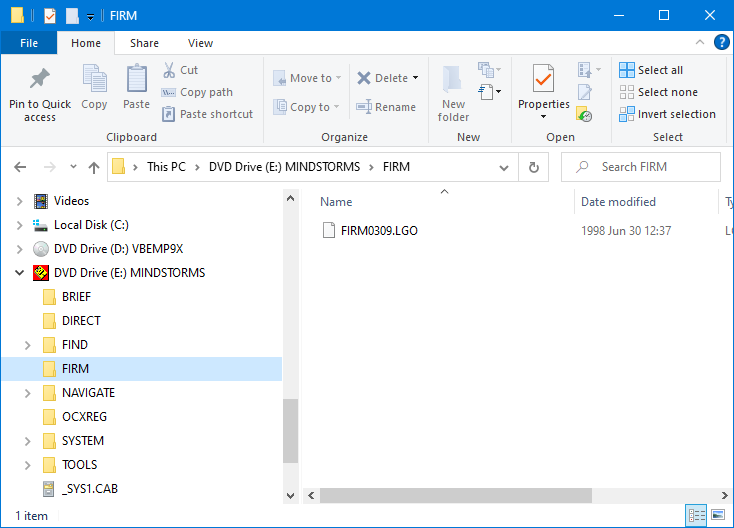 FIRM
File Home Share View
Pin to Quick access
Copy
Paste
Cut
Copy path
Paste shortcut
Clipboard
Move to
Copy to
Delete
Rename
Organize
New folder
New
Properties
Open
Select all
Select none
Invert selection
Select
This PC > DVD Drive (E:) MINDSTORMS > FIRM
Search FIRM
Videos
Local Disk (C:)
DVD Drive (D:) VBEMP9X
DVD Drive (E:) MINDSTORMS
BRIEF
DIRECT
FIND
FIRM
NAVIGATE
OCXREG
SYSTEM
TOOLS
_SYS1.CAB
Name Date modified
FIRM0309.LGO 1998 Jun 30 12:37
1 item